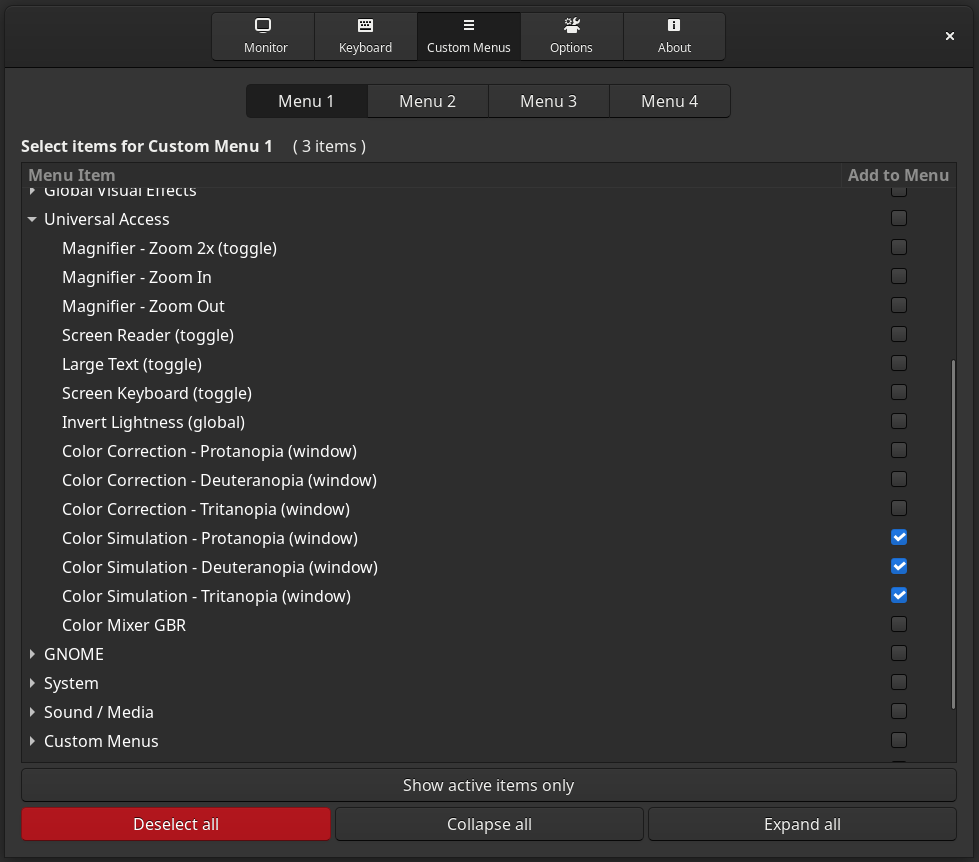 Monitor
Keyboard
Custom Menus
Options
About
Menu 1
Menu 2
Menu 3
Menu 4
Select items for Custom Menu 1 ( 3 items )
Menu Item Add to Menu
Global Visual Effects
Universal Access
Magnifier - Zoom 2x (toggle)
Magnifier - Zoom In
Magnifier - Zoom Out
Screen Reader (toggle)
Large Text (toggle)
Screen Keyboard (toggle)
Invert Lightness (global)
Color Correction - Protanopia (window)
Color Correction - Deuteranopia (window)
Color Correction - Tritanopia (window)
Color Simulation - Protanopia (window)
Color Simulation - Deuteranopia (window)
Color Simulation - Tritanopia (window)
Color Mixer GBR
GNOME
System
Sound / Media
Custom Menus
Show active items only
Deselect all
Collapse all
Expand all